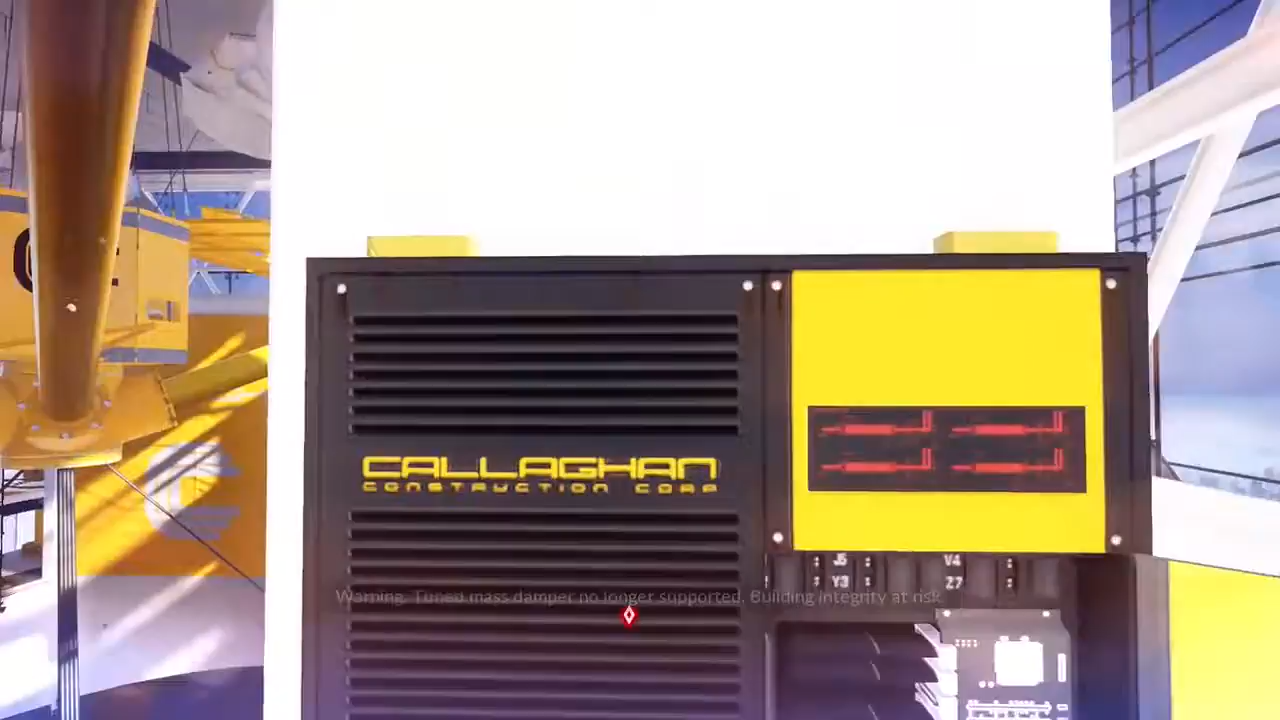 CALLAGHAN
CONSTRUCTION CORP
J5
V4
Y3
Z7
Warning. Tuned mass damper no longer supported. Building integrity at risk.